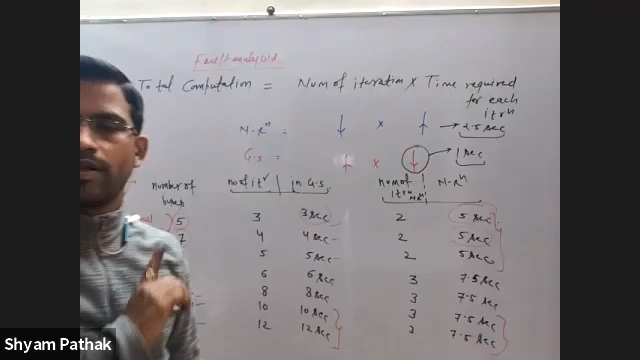 Total Computation = Num of iteration x Time required for each itrn
N-Rn = ↓ x ↑ → 2.5 sec
G.S = ↑ x ↓ → 1 sec
number of buses
no of itr | in G.S. num of itrn N-Rn
5 3 3 sec 2 5 sec
7 4 4 sec 2 5 sec
5 5 sec 2 5 sec
6 6 sec 3 7.5 sec
8 8 sec 3 7.5 sec
10 10 sec 3 7.5 sec
12 12 sec 3 7.5 sec
Shyam Pathak